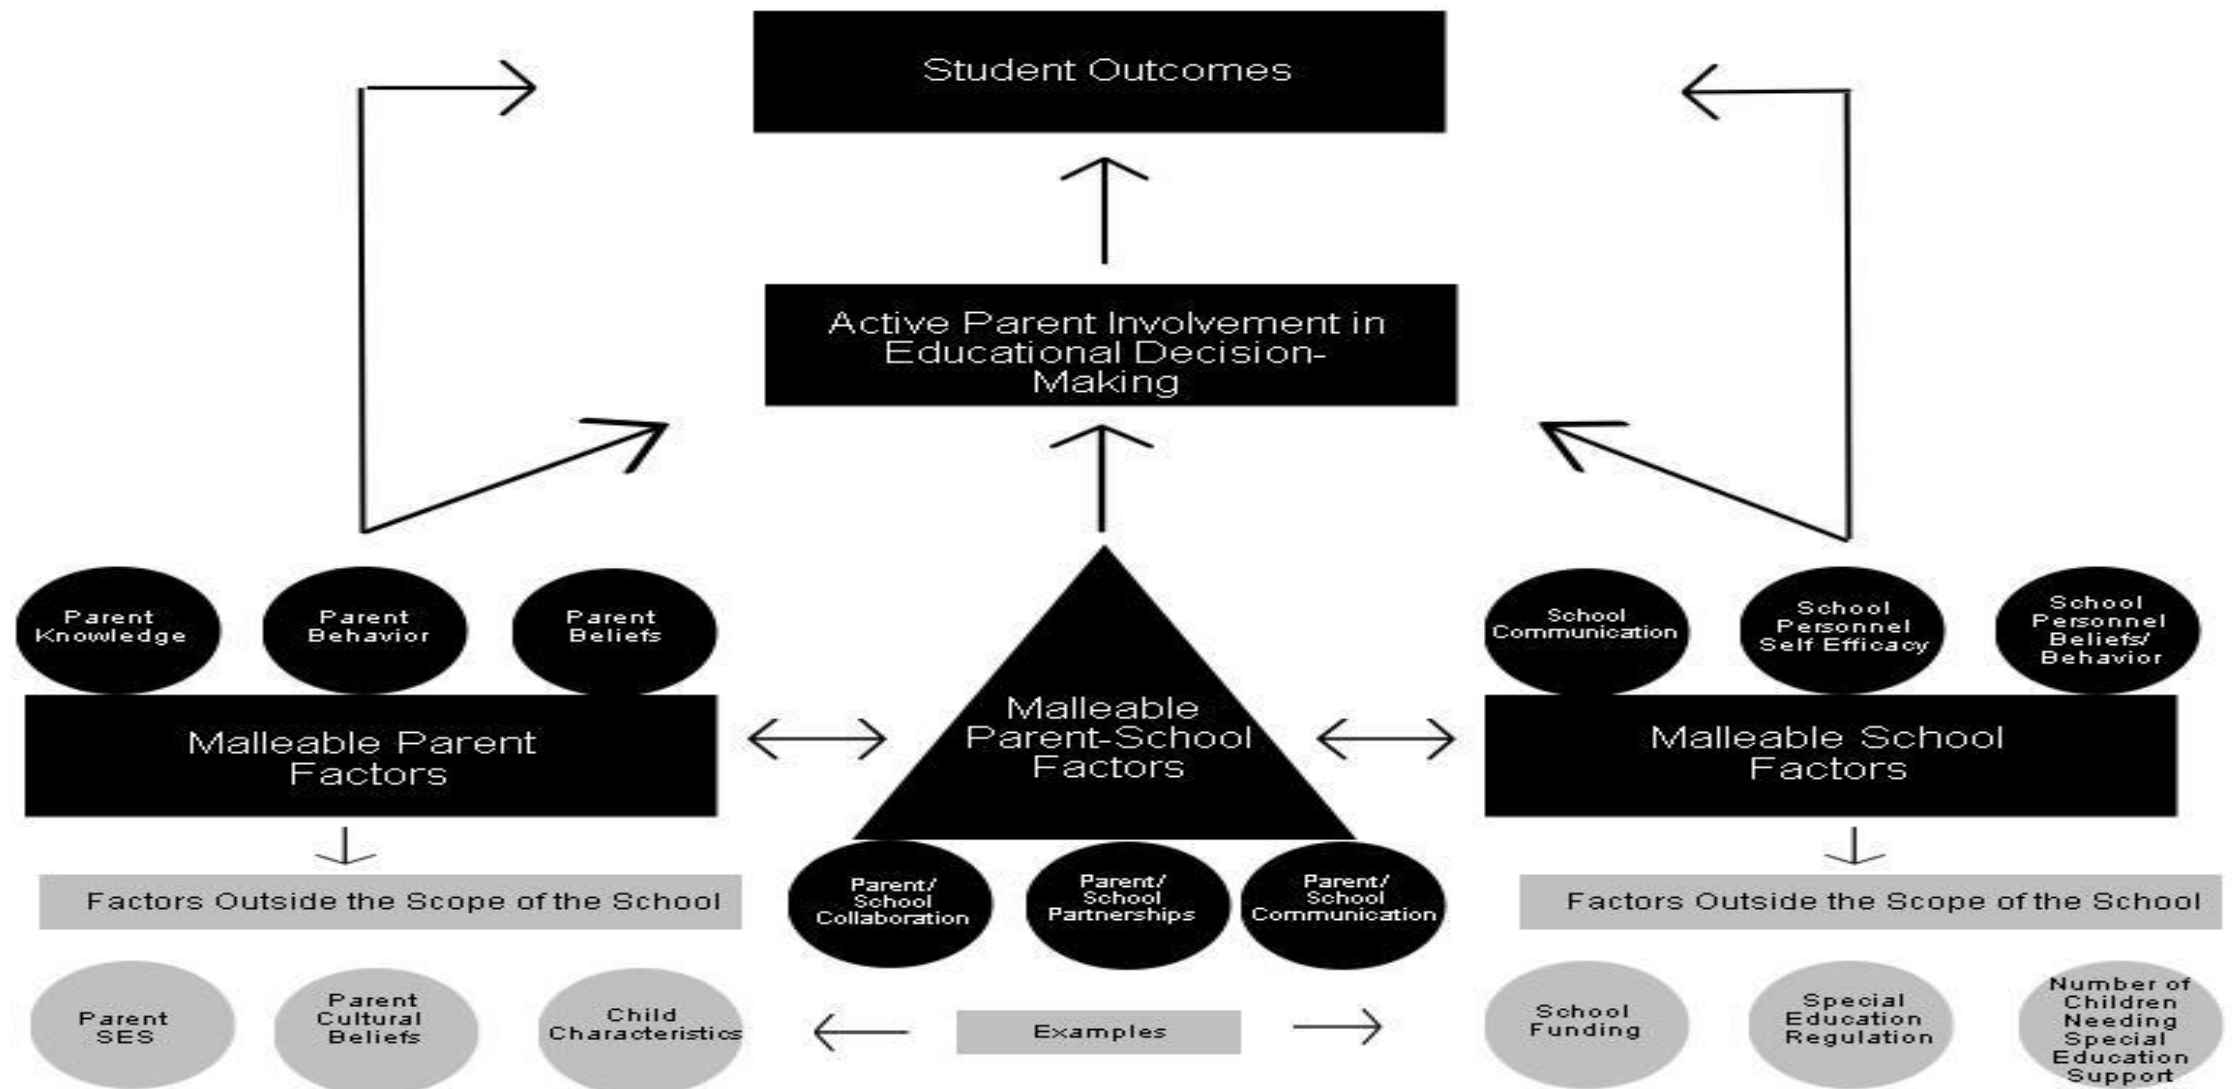 Student Outcomes
Active Parent Involvement in
Educational Decision-
Making
Parent
Knowledge
Parent
Behavior
Parent
Beliefs
School
Communication
School
Personnel
Self Efficacy
School
Personnel
Beliefs/
Behavior
Malleable Parent
Factors
Malleable
Parent-School
Factors
Malleable School
Factors
Factors Outside the Scope of the School
Parent/
School
Collaboration
Parent/
School
Partnerships
Parent/
School
Communication
Factors Outside the Scope of the School
Parent
SES
Parent
Cultural
Beliefs
Child
Characteristics
Examples
School
Funding
Special
Education
Regulation
Number of
Children
Needing
Special
Education
Support